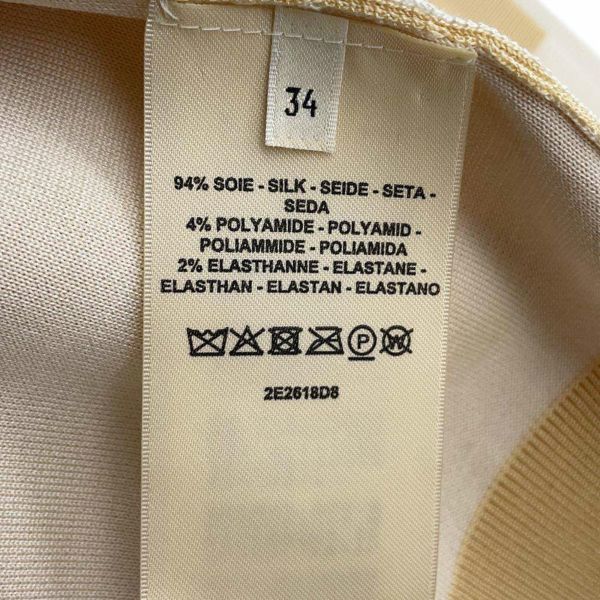 34
94% SOIE - SILK - SEIDE - SETA -
SEDA
4% POLYAMIDE - POLYAMID -
POLIAMMIDE - POLIAMIDA
2% ELASTHANNE - ELASTANE -
ELASTHAN - ELASTAN - ELASTANO
P W
2E2618D8